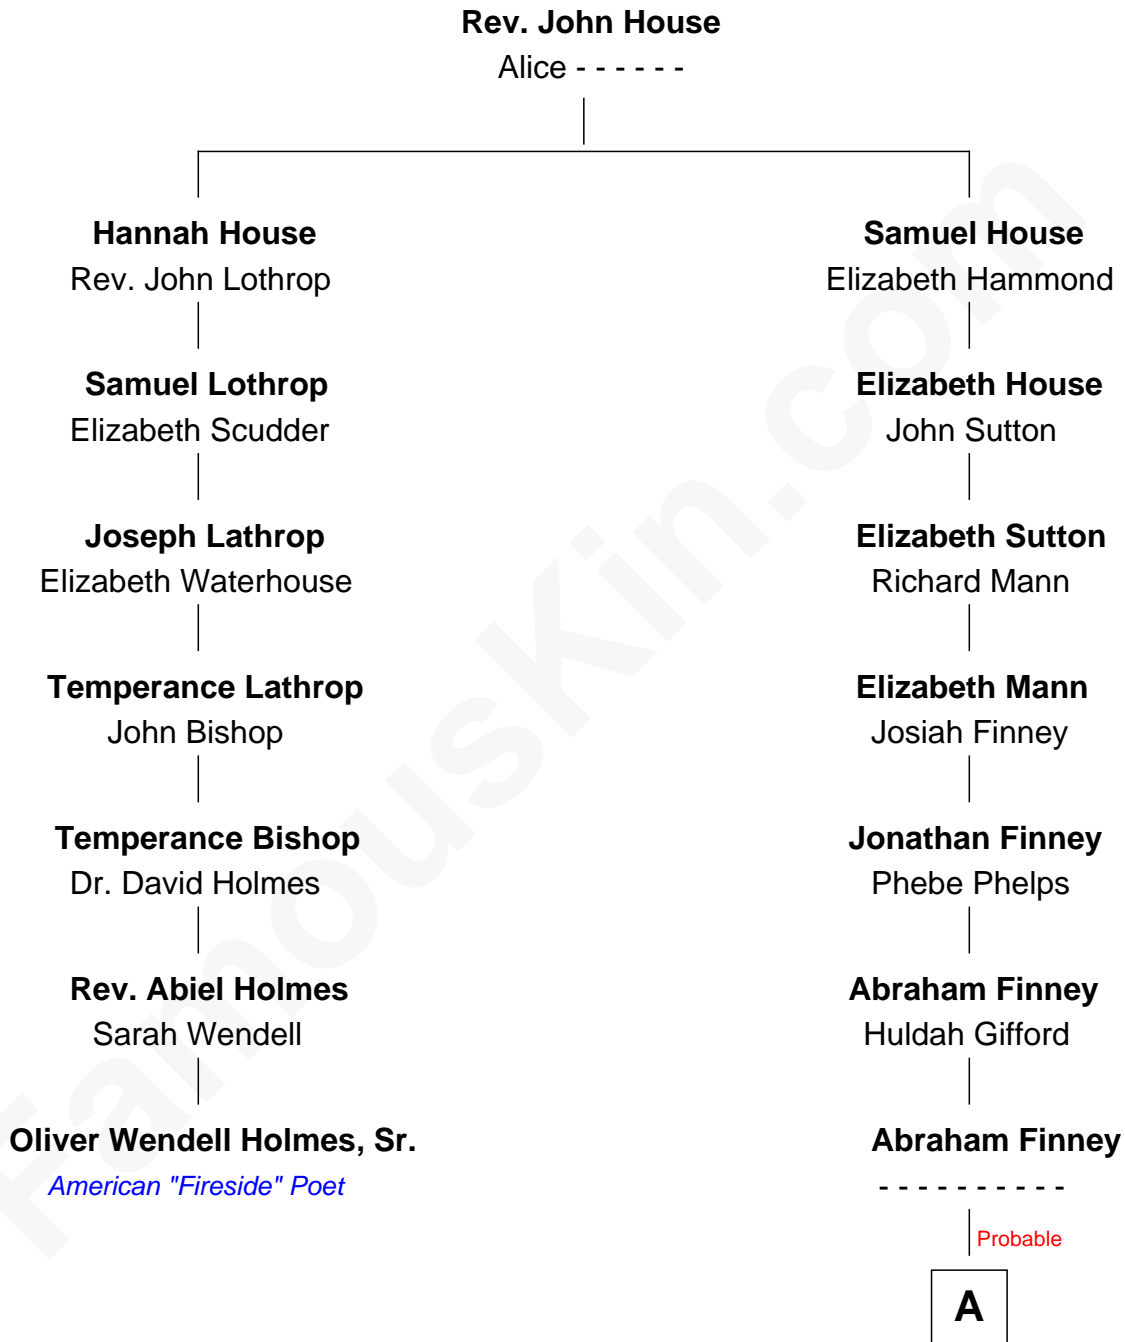 Rev. John House
Alice - - - - - -
Hannah House
Rev. John Lothrop
Samuel Lothrop
Elizabeth Scudder
Joseph Lathrop
Elizabeth Waterhouse
Temperance Lathrop
John Bishop
Temperance Bishop
Dr. David Holmes
Rev. Abiel Holmes
Sarah Wendell
Oliver Wendell Holmes, Sr.
American "Fireside" Poet
Samuel House
Elizabeth Hammond
Elizabeth House
John Sutton
Elizabeth Sutton
Richard Mann
Elizabeth Mann
Josiah Finney
Jonathan Finney
Phebe Phelps
Abraham Finney
Huldah Gifford
Abraham Finney
- - - - - - - - - -
Probable
A
FamousKin.com